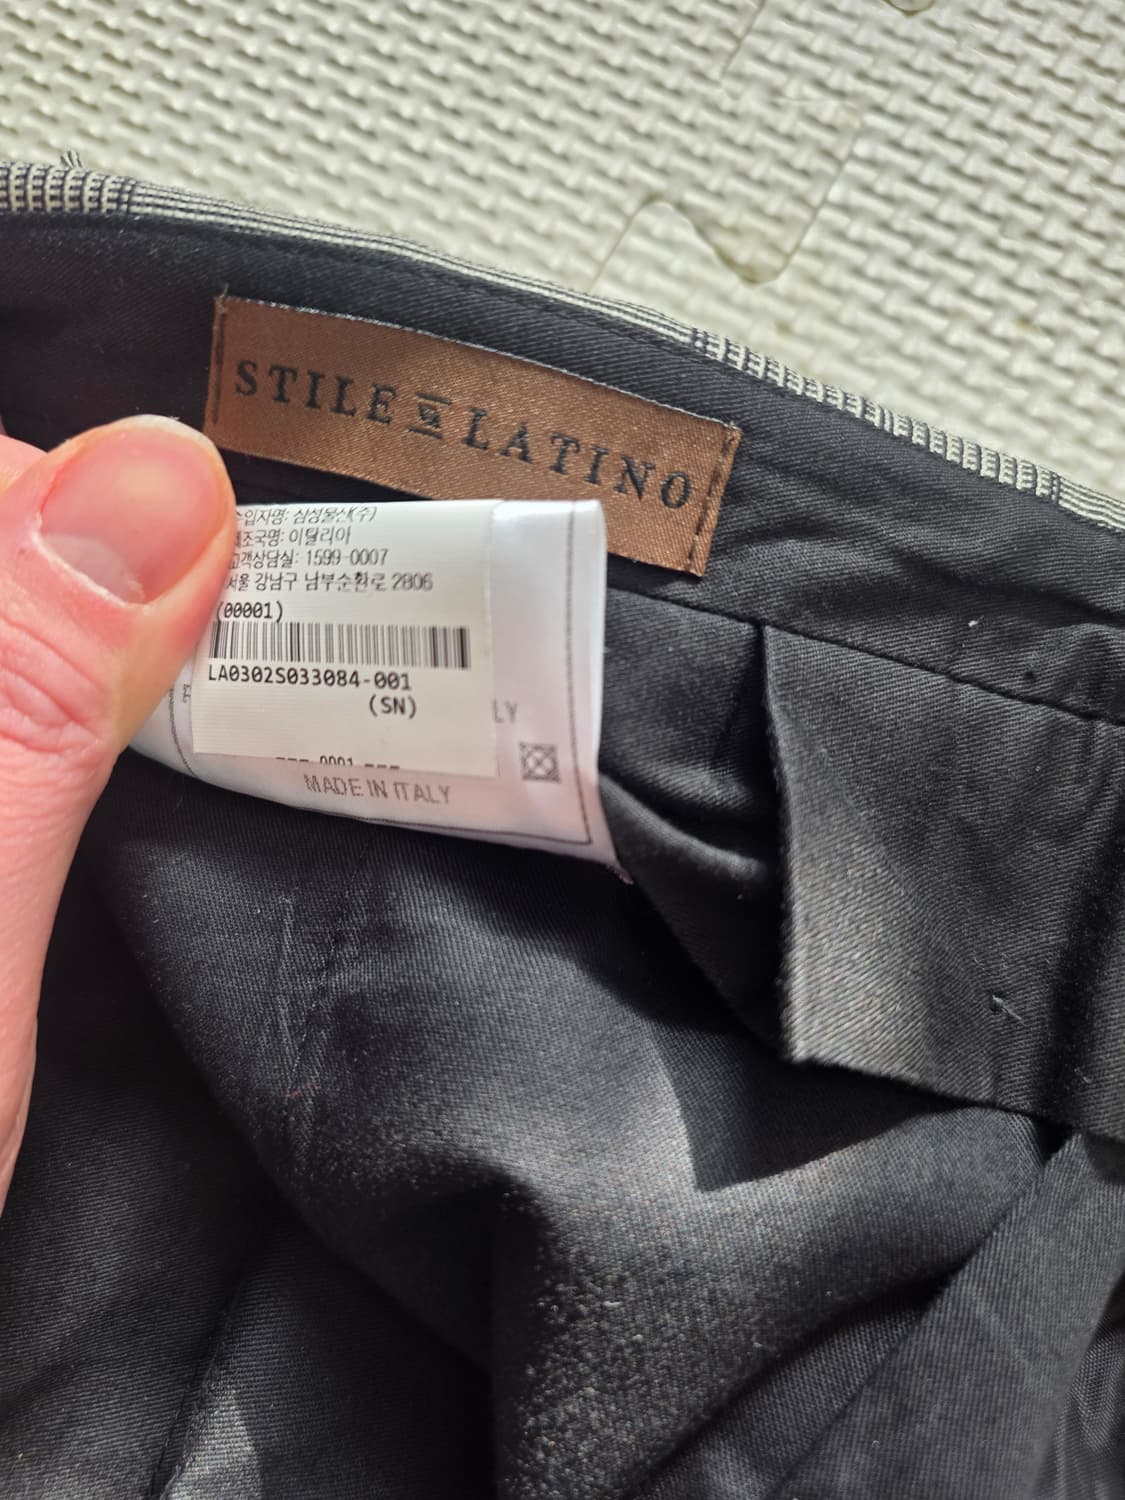 STILE LATINO
수입자명: 삼성물산(주)
제조국명: 이탈리아
고객상담실: 1599-0007
서울 강남구 남부순환로 2806
(00001)
LA0302S033084-001
(SN)
LY
--- 0001 ---
MADE IN ITALY